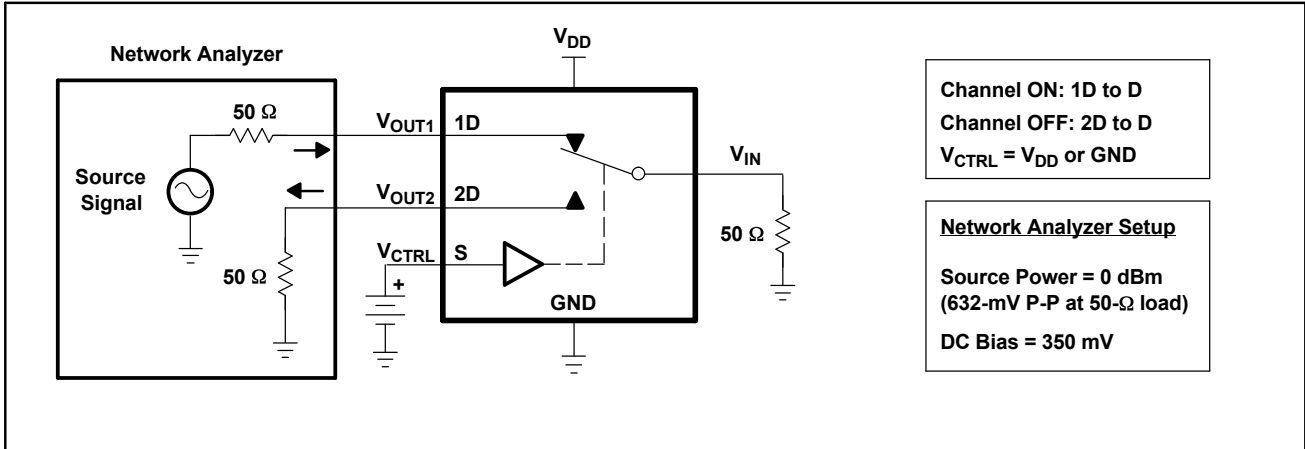 Network Analyzer
50 Ω
Source
Signal
50 Ω
VOUT1
1D
VOUT2
2D
VCTRL
S
+
VDD
GND
VIN
50 Ω
Channel ON: 1D to D
Channel OFF: 2D to D
VCTRL = VDD or GND
Network Analyzer Setup
Source Power = 0 dBm
(632-mV P-P at 50-Ω load)
DC Bias = 350 mV